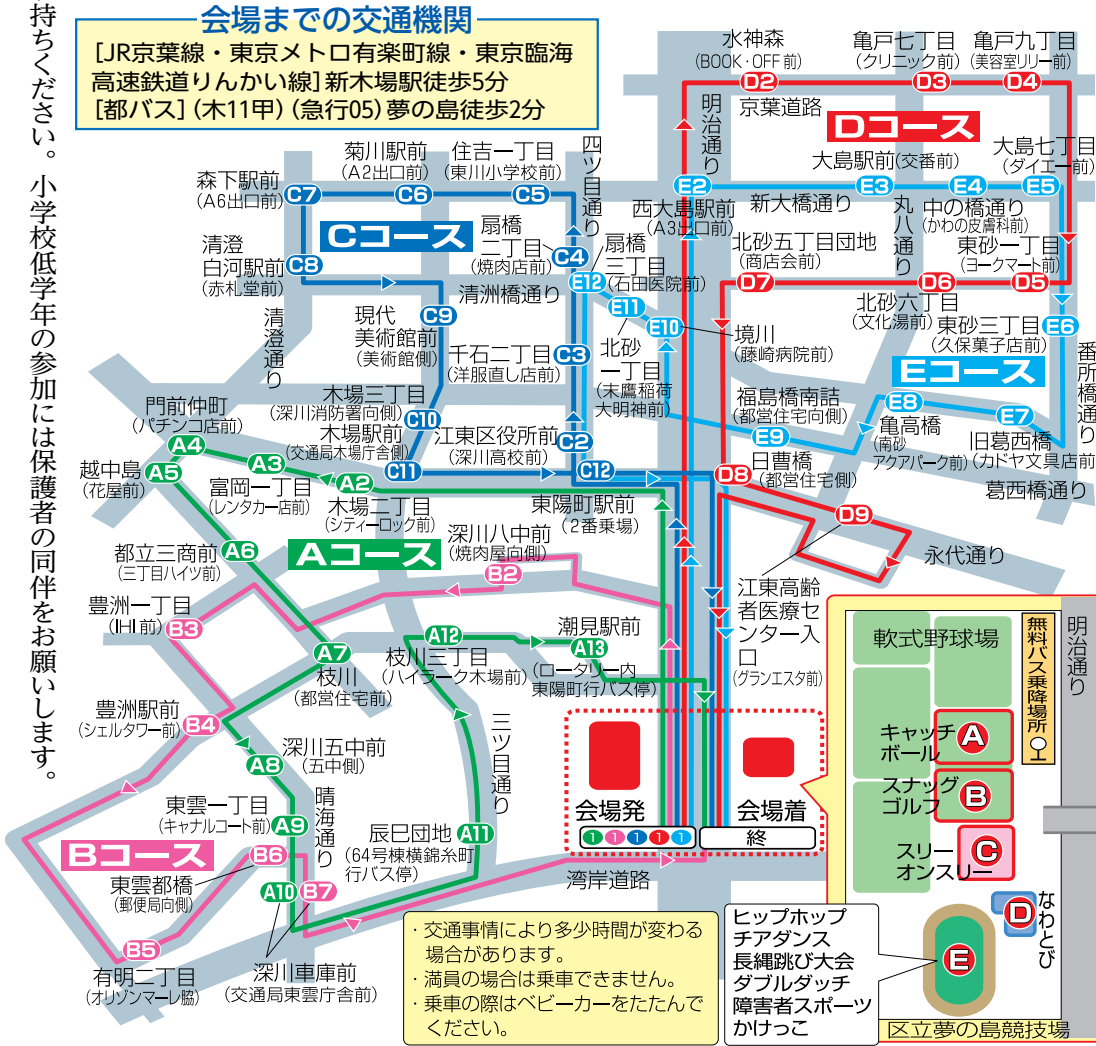 持ちください。小学校低学年の参加には保護者の同伴をお願いします。
会場までの交通機関
[JR京葉線・東京メトロ有楽町線・東京臨海
高速鉄道りんかい線]新木場駅徒歩5分
[都バス](木11甲)(急行05)夢の島徒歩2分
水神森
(BOOK・OFF前)
D2
亀戸七丁目
(クリニック前)
D3
亀戸九丁目
(美容室リリー前)
D4
京葉道路
明治通り
Dコース
四ツ目通り
菊川駅前
(A2出口前)
C6
住吉一丁目
(東川小学校前)
C5
森下駅前
(A6出口前)
C7
Cコース
大島駅前(交番前)
E3
大島七丁目
(ダイエー前)
E5
E2
西大島駅前
(A3出口前)
新大橋通り
丸八通り
E4
中の橋通り
(かわの皮膚科前)
清澄
白河駅前
(赤札堂前)
C8
扇橋
二丁目
(焼肉店前)
C4
扇橋
三丁目
(石田医院前)
E12
清洲橋通り
北砂五丁目団地
(商店会前)
D7
東砂一丁目
(ヨークマート前)
D5
D6
北砂六丁目
(文化湯前)
清澄通り
現代
美術館前
(美術館側)
C9
E11
北砂
一丁目
(末鷹稲荷
大明神前)
E10
境川
(藤崎病院前)
東砂三丁目
(久保菓子店前)
E6
番所橋通り
千石二丁目
(洋服直し店前)
C3
Eコース
木場三丁目
(深川消防署向側)
C10
木場駅前
(交通局木場庁舎側)
C11
江東区役所前
(深川高校前)
C2
福島橋南詰
(都営住宅向側)
E9
E8
亀高橋
(南砂
アクアパーク前)
E7
旧葛西橋
(カドヤ文具店前)
葛西橋通り
門前仲町
(パチンコ店前)
A4
越中島
(花屋前)
A5
A3
富岡一丁目
(レンタカー店前)
A2
木場二丁目
(シティーロック前)
C12
東陽町駅前
(2番乗場)
D8
日曹橋
(都営住宅側)
D9
永代通り
江東高齢
者医療セ
ンター入
口
(グランエスタ前)
Aコース
都立三商前
(三丁目ハイツ前)
A6
深川八中前
(焼肉屋向側)
B2
豊洲一丁目
(IHI前)
B3
A7
枝川
(都営住宅前)
A12
枝川三丁目
(ハイラーク木場前)
潮見駅前
A13
(ロータリー内
東陽町行バス停)
豊洲駅前
(シェルタワー前)
B4
深川五中前
(五中側)
A8
三ツ目通り
東雲一丁目
(キャナルコート前)
A9
晴海通り
辰巳団地
(64号棟横錦糸町
行バス停)
A11
Bコース
B6
東雲都橋
(郵便局向側)
A10
B7
深川車庫前
(交通局東雲庁舎前)
B5
有明二丁目
(オリゾンマーレ脇)
会場発
1 1 1 1 1
会場着
終
湾岸道路
・交通事情により多少時間が変わる
場合があります。
・満員の場合は乗車できません。
・乗車の際はベビーカーをたたんで
ください。
軟式野球場
無料バス乗降場所
明治通り
キャッチ
ボール
A
スナッグ
ゴルフ
B
スリー
オンスリー
C
なわとび
D
E
ヒップホップ
チアダンス
長縄跳び大会
ダブルダッチ
障害者スポーツ
かけっこ
区立夢の島競技場